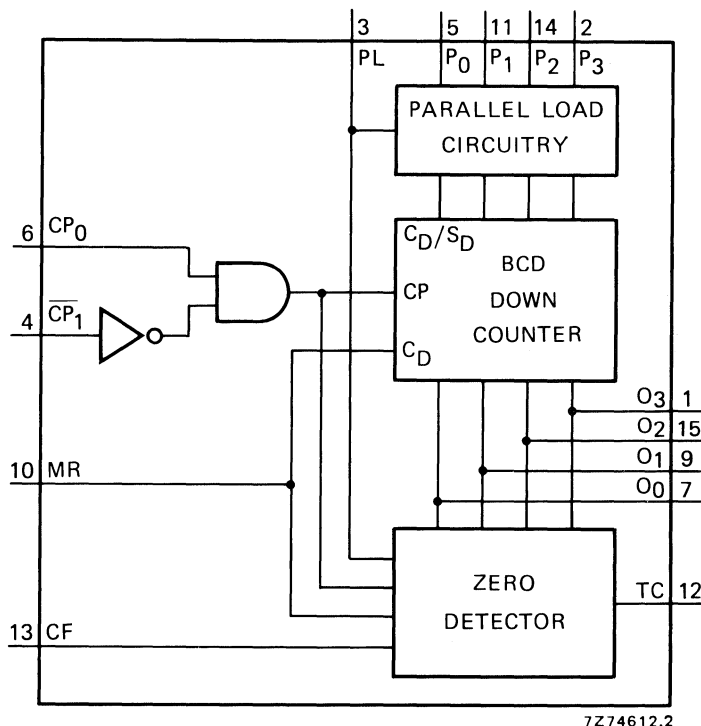 3 5 11 14 2
PL P0 P1 P2 P3
PARALLEL LOAD
CIRCUITRY
6 CP0
CD/SD
BCD
CP
DOWN
4 CP1
COUNTER
CD
O3 1
O2 15
10 MR
O1 9
O0 7
ZERO
TC 12
DETECTOR
13 CF
7Z74612.2